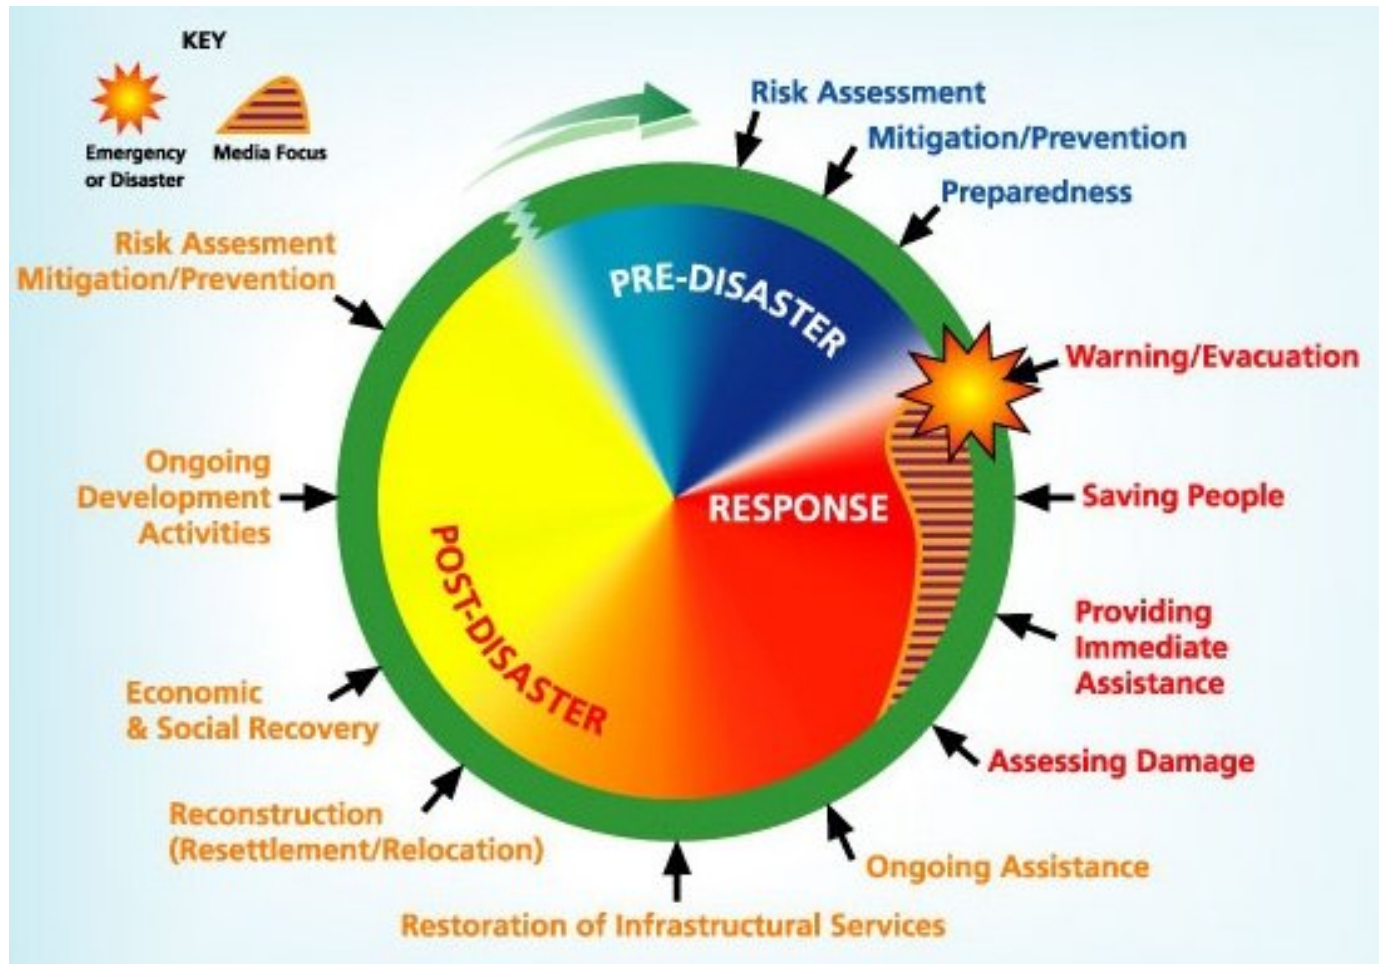 KEY
Emergency
or Disaster
Media Focus
Risk Assessment
Mitigation/Prevention
Preparedness
Warning/Evacuation
Saving People
Providing
Immediate
Assistance
Assessing Damage
Ongoing Assistance
Restoration of Infrastructural Services
Reconstruction
(Resettlement/Relocation)
Economic
& Social Recovery
Ongoing
Development
Activities
Risk Assesment
Mitigation/Prevention
PRE-DISASTER
RESPONSE
POST-DISASTER